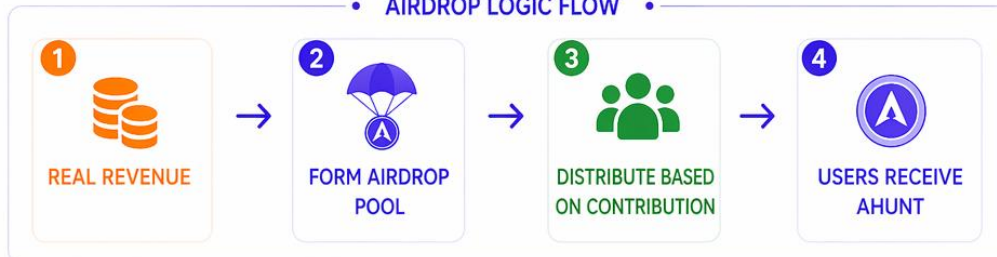 • AIRDROP LOGIC FLOW •
1
REAL REVENUE
2
FORM AIRDROP
POOL
3
DISTRIBUTE BASED
ON CONTRIBUTION
4
USERS RECEIVE
AHUNT